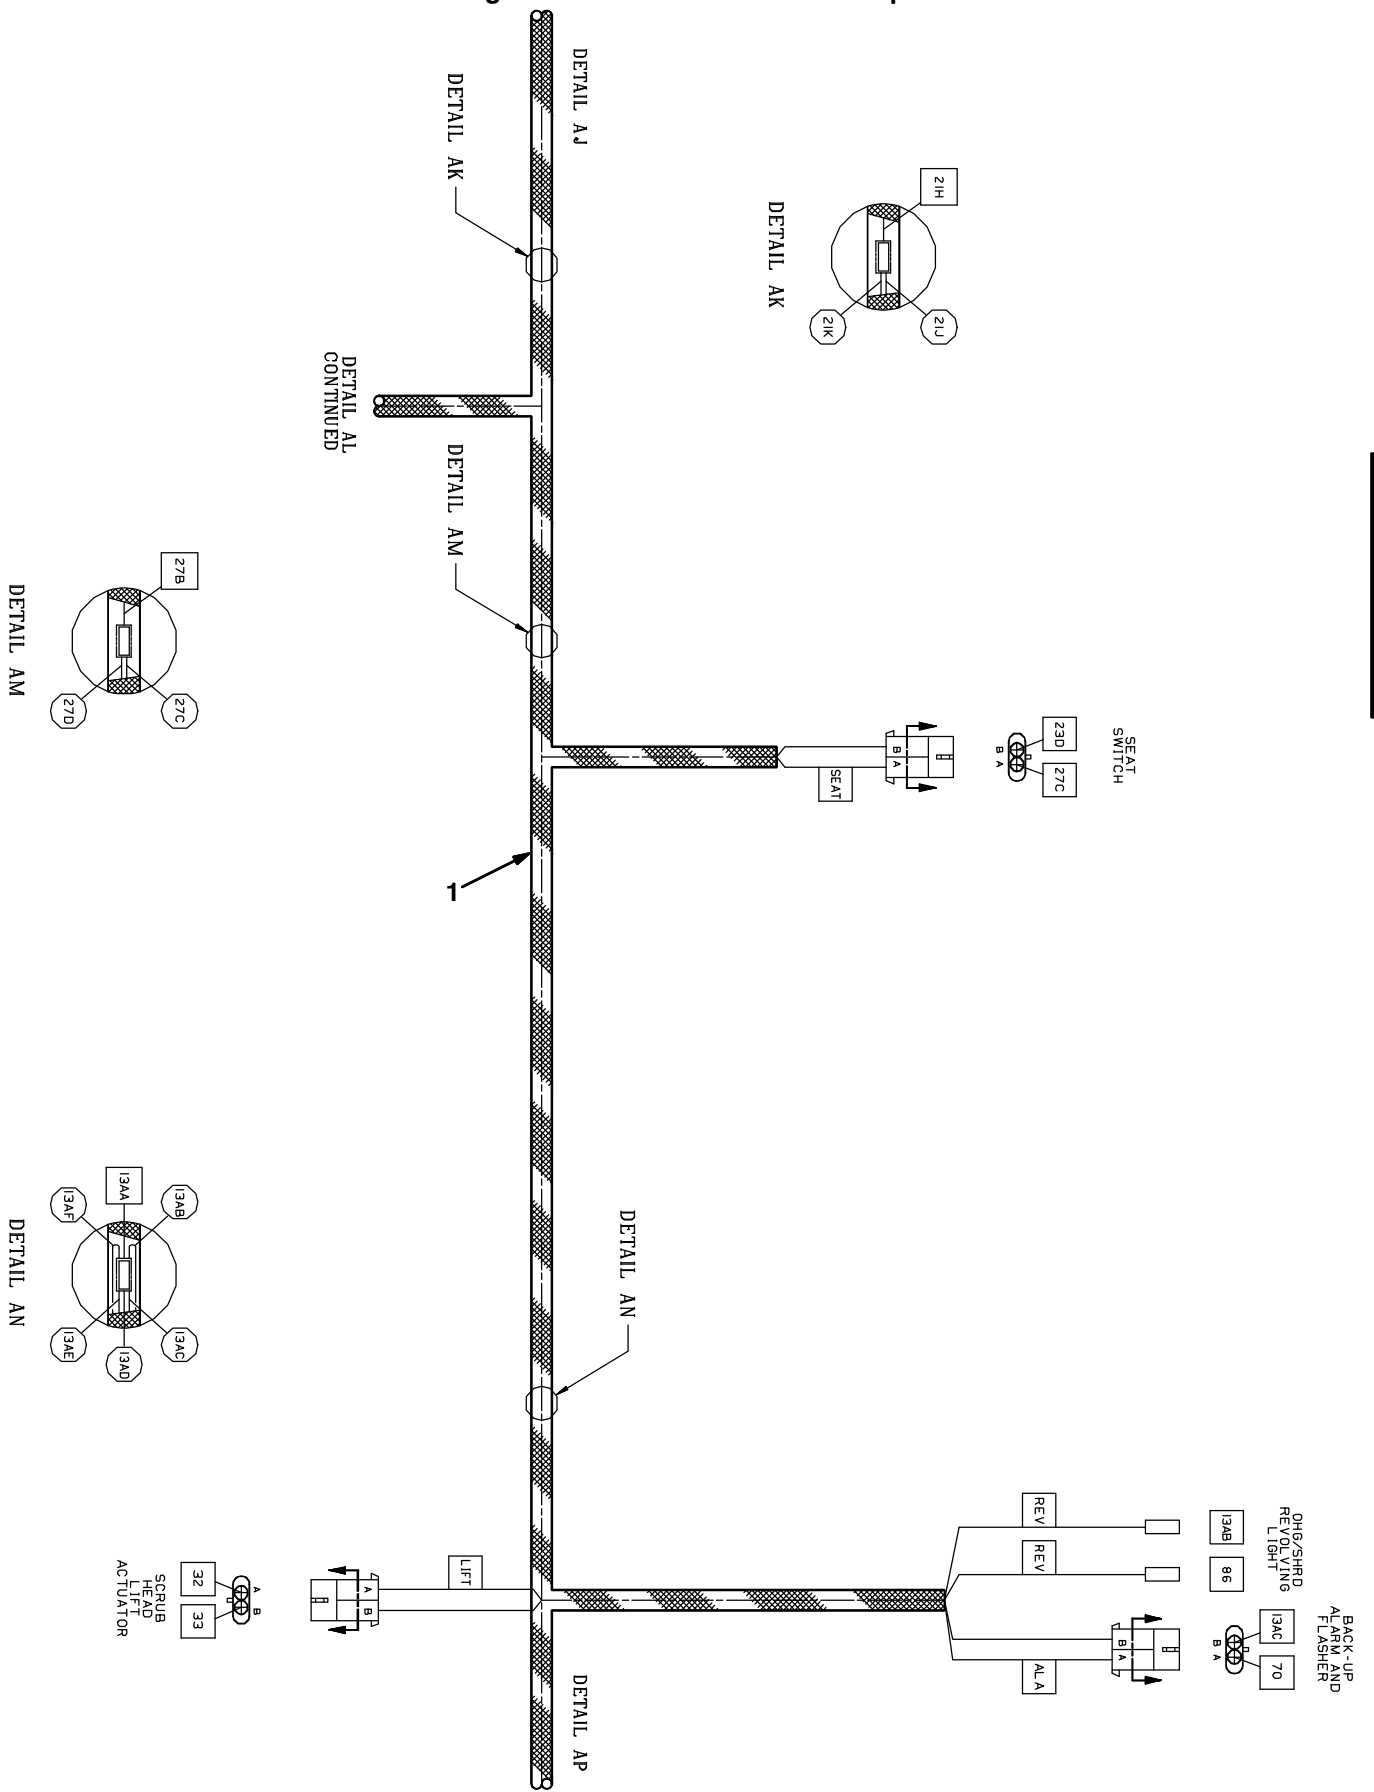 DETAIL AJ
DETAIL AK
21H
21K
21J
DETAIL AK
DETAIL AL
CONTINUED
DETAIL AM
27B
27D
27C
DETAIL AM
SEAT
SWITCH
23D
27C
B A
B A
SEAT
1
DETAIL AN
13AA
13AB
13AF
13AE
13AD
13AC
DETAIL AN
OHG/SHRD
REVOLVING
LIGHT
13AB
86
REV
REV
BACK-UP
ALARM AND
FLASHER
13AC
70
B A
B A
ALA
LIFT
A B
A B
32
33
SCRUB
HEAD
LIFT
ACTUATOR
DETAIL AP